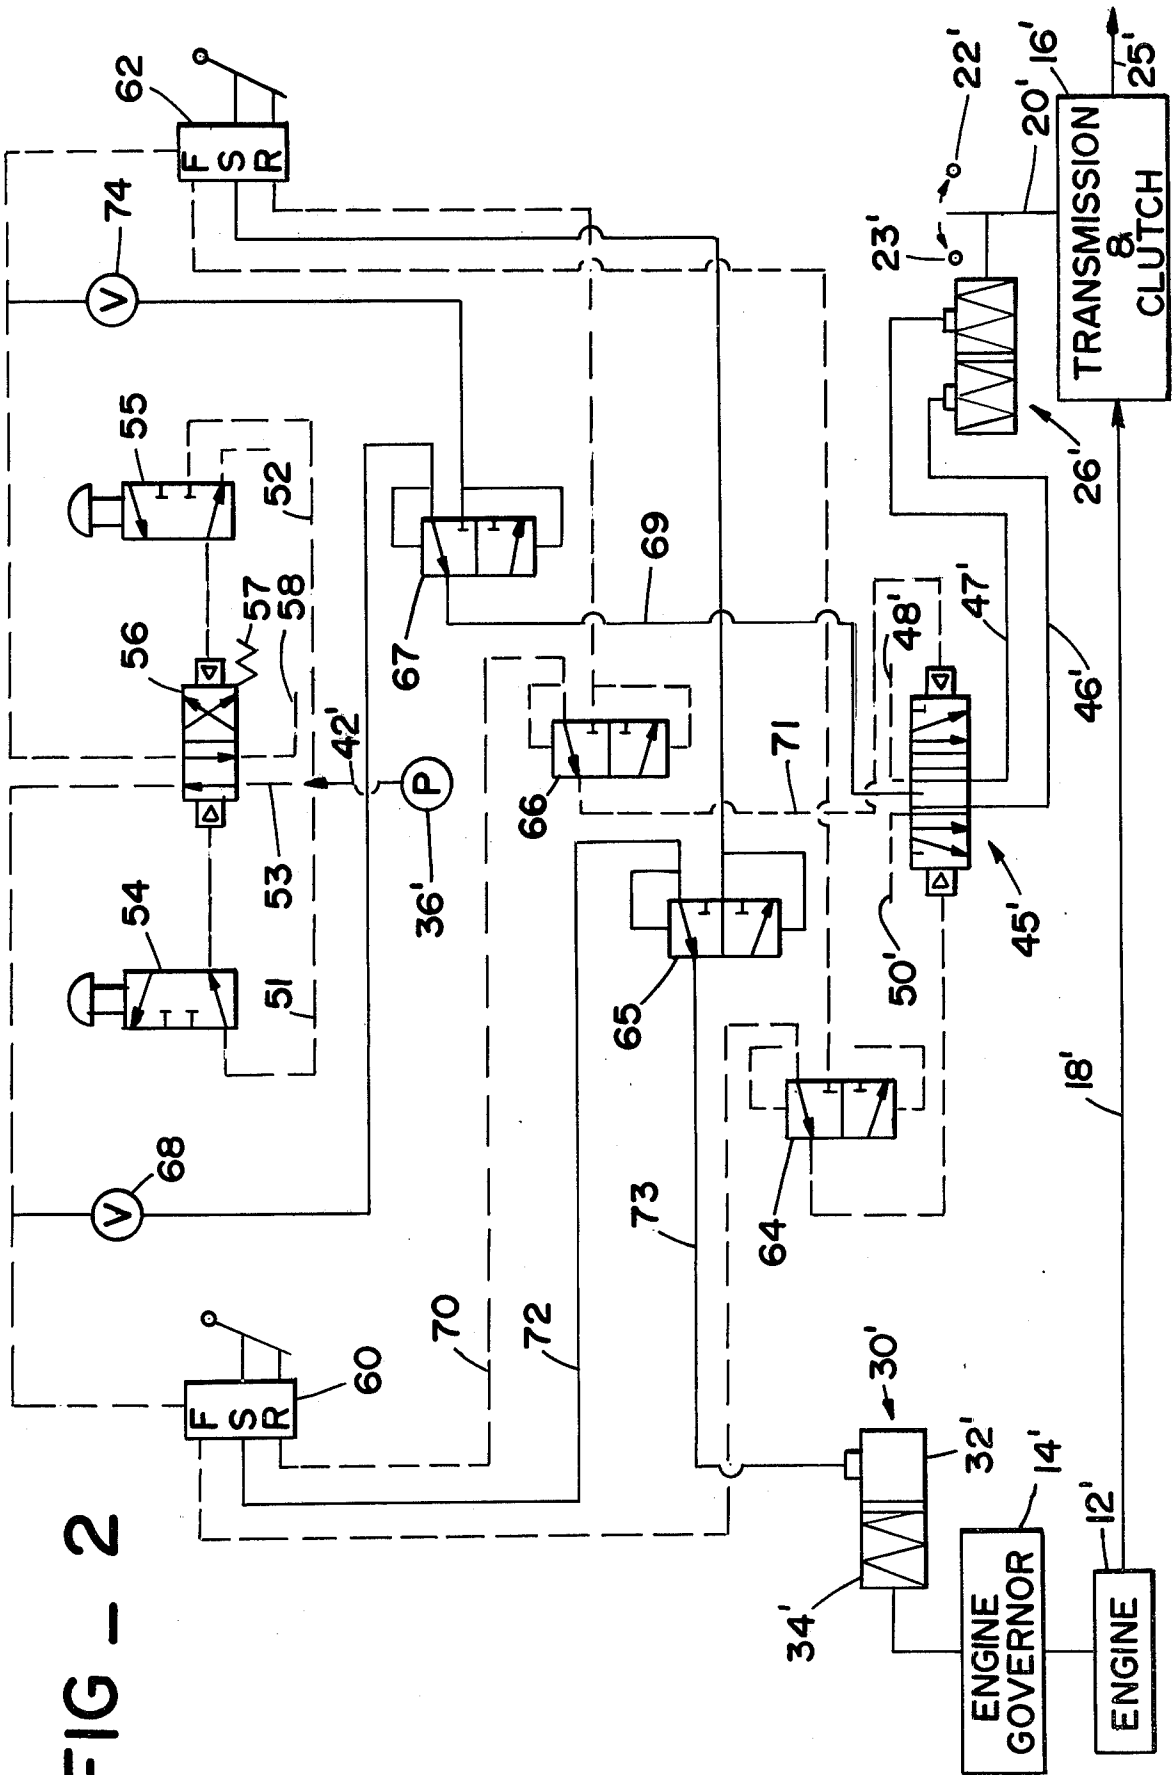 FIG – 2
62
F
S
R
74
V
55
52
56
57
58
67
69
42'
P
36'
66
71
53
54
51
65
68
V
60
F
S
R
70
72
73
64
22'
23'
20'
16'
25'
TRANSMISSION
&
CLUTCH
26'
47'
46'
48'
50'
45'
18'
30'
32'
34'
14'
ENGINE
GOVERNOR
12'
ENGINE